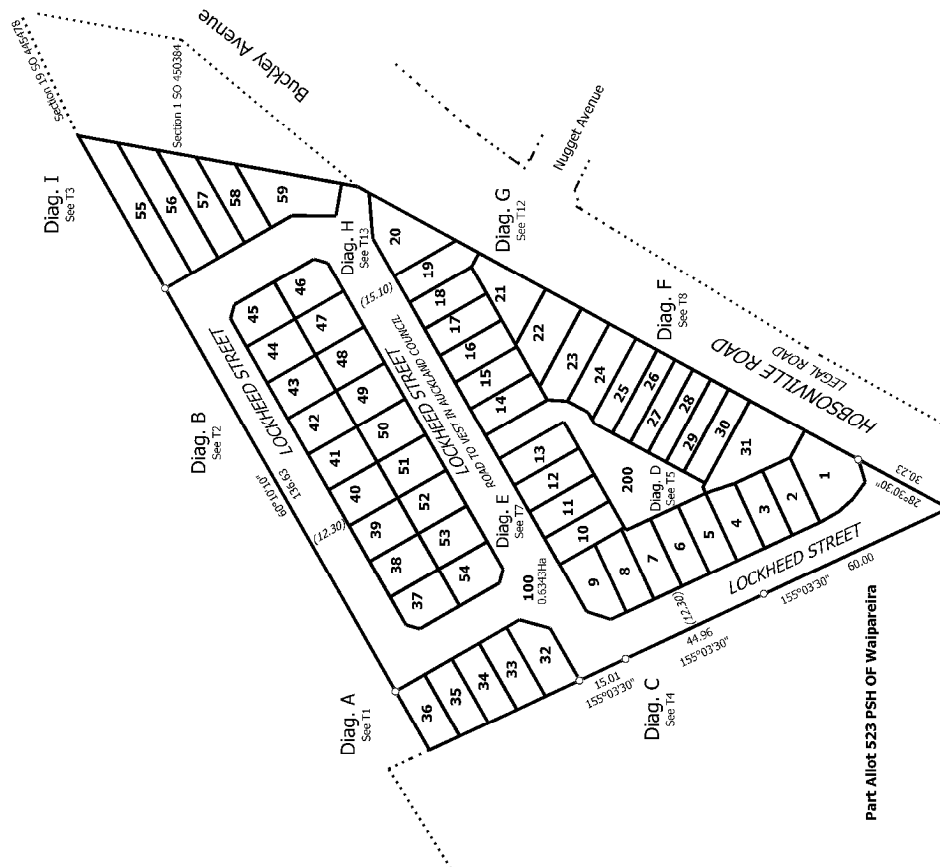 Section 19 SO 445478
Buckley Avenue
Section 1 SO 450384
Nugget Avenue
Diag. I
See T3
55
56
57
58
59
Diag. H
See T13
Diag. G
See T12
20
19
18
17
16
15
14
21
22
23
24
25
26
27
28
29
30
31
Diag. F
See T8
HOBSONVILLE ROAD
LEGAL ROAD
Diag. B
See T2
LOCKHEED STREET
60°10'10"
136.63
(12.30)
45
46
44
47
43
48
42
49
41
50
40
51
39
52
38
53
37
54
(15.10)
LOCKHEED STREET
ROAD TO VEST IN AUCKLAND COUNCIL
Diag. E
See T7
100
0.6343Ha
13
12
11
10
200
Diag. D
See T5
9
8
7
6
5
4
3
2
1
LOCKHEED STREET
(12.30)
Diag. A
See T1
36
35
34
33
32
15.01
155°03'30"
44.96
155°03'30"
155°03'30"
60.00
28°30'30"
30.23
Diag. C
See T4
Part Allot 523 PSH OF Waipareira